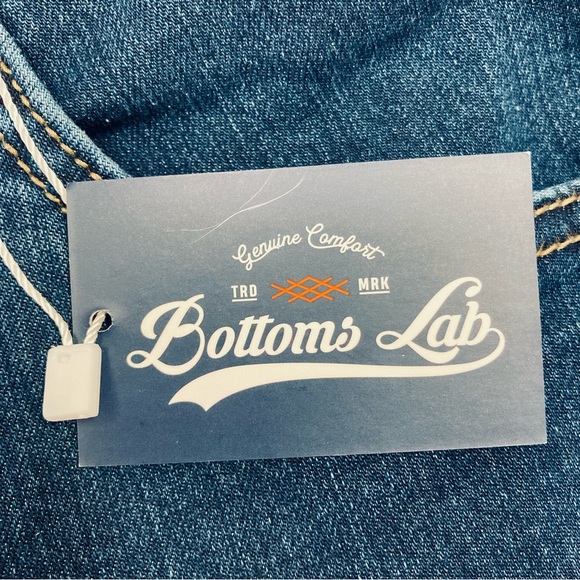 Genuine Comfort
TRD MRK
Bottoms Lab